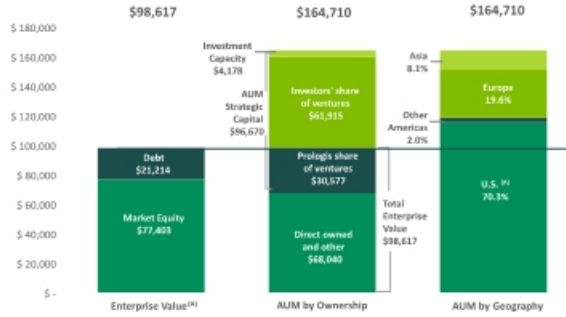 $98,617
$164,710
$164,710
$ 180,000
$ 160,000
$ 140,000
$ 120,000
$ 100,000
$ 80,000
$ 60,000
$ 40,000
$ 20,000
$ -
Debt
$21,214
Market Equity
$77,403
Enterprise Value(A)
Investment
Capacity
$4,178
AUM
Strategic
Capital
$96,670
Investors' share
of ventures
$61,915
Prologis share
of ventures
$30,577
Direct owned
and other
$68,040
Total
Enterprise
Value
$98,617
AUM by Ownership
Asia
8.1%
Europe
19.6%
Other
Americas
2.0%
U.S. (A)
70.3%
AUM by Geography